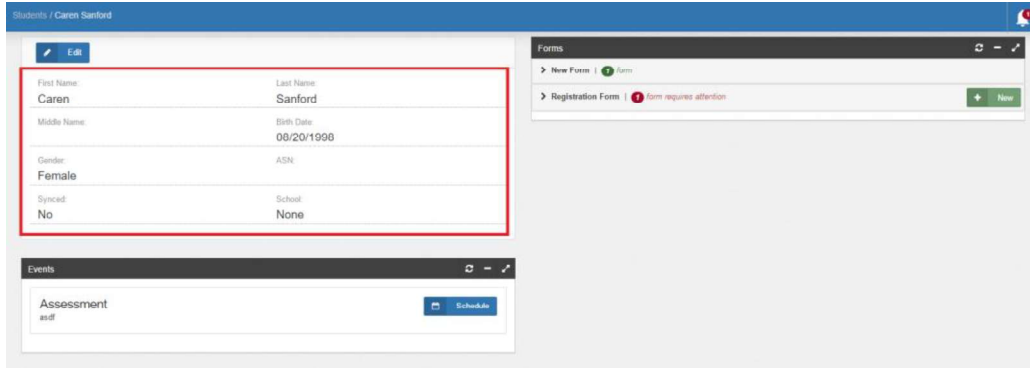 Students / Caren Sanford
Edit
First Name: Last Name:
Caren Sanford
Middle Name: Birth Date:
08/20/1998
Gender: ASN:
Female
Synced: School:
No None
Events
Assessment
asdf
Schedule
Forms
New Form | 1 form
Registration Form | 1 form requires attention
New